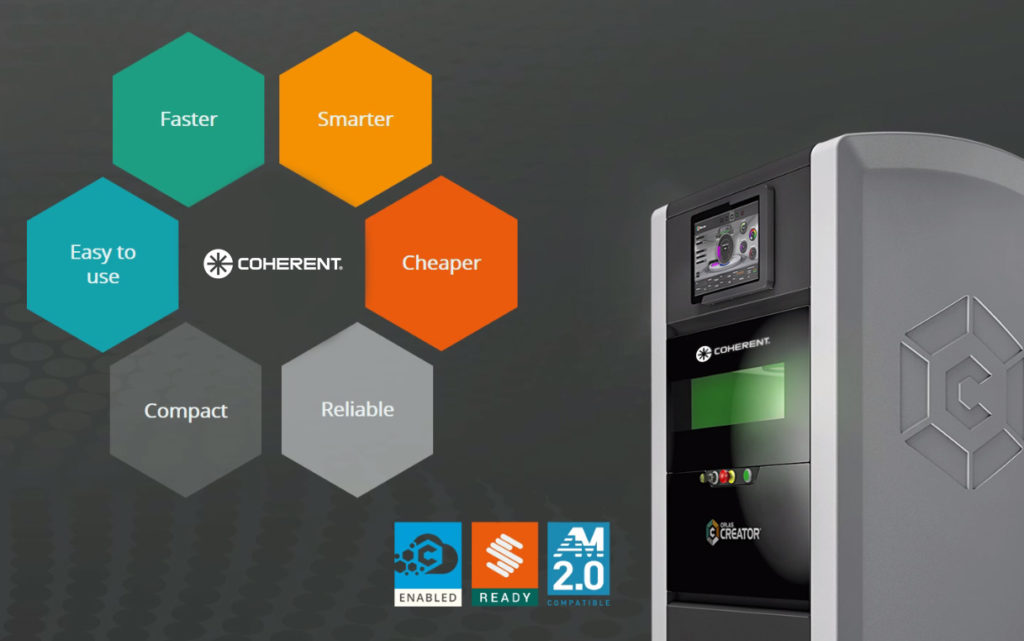 Faster
Smarter
Easy to
use
COHERENT®
Cheaper
Compact
Reliable
COHERENT®
ORLAS
CREATOR®
ENABLED
READY
AM
2.0
COMPATIBLE